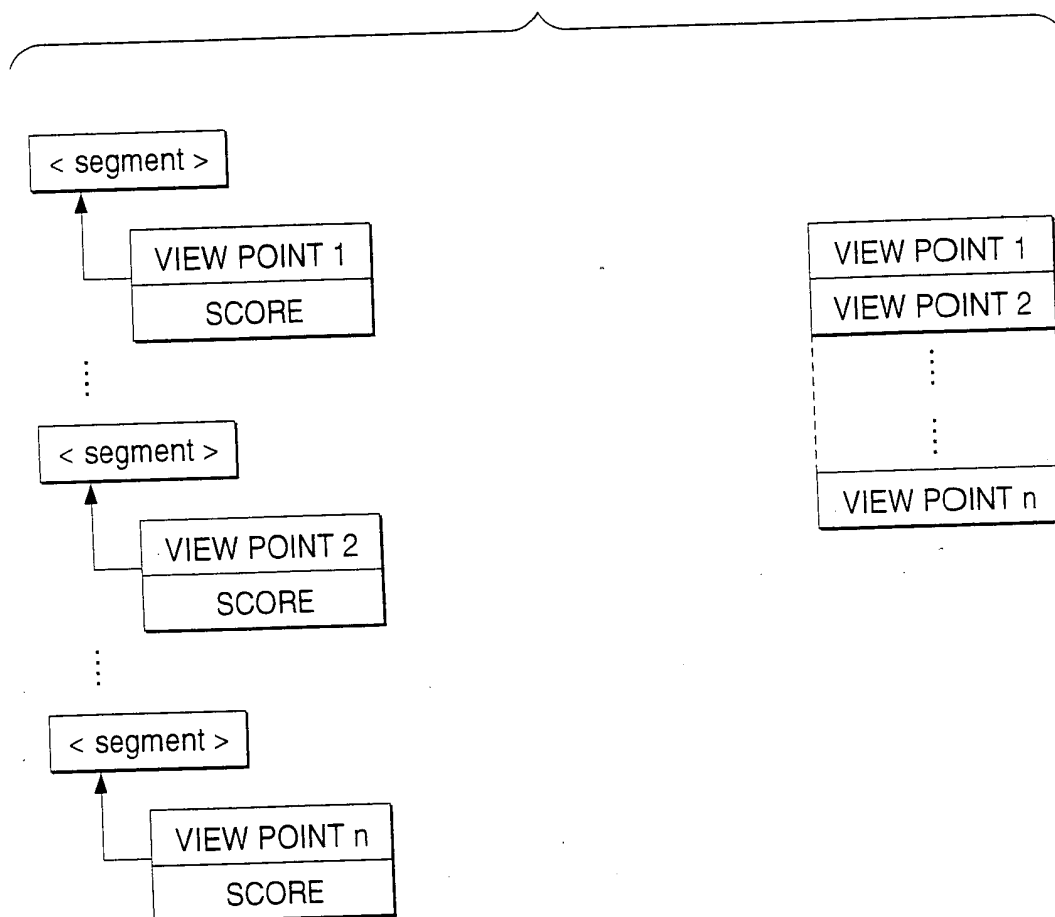 < segment >
VIEW POINT 1
SCORE
< segment >
VIEW POINT 2
SCORE
< segment >
VIEW POINT n
SCORE
VIEW POINT 1
VIEW POINT 2
VIEW POINT n